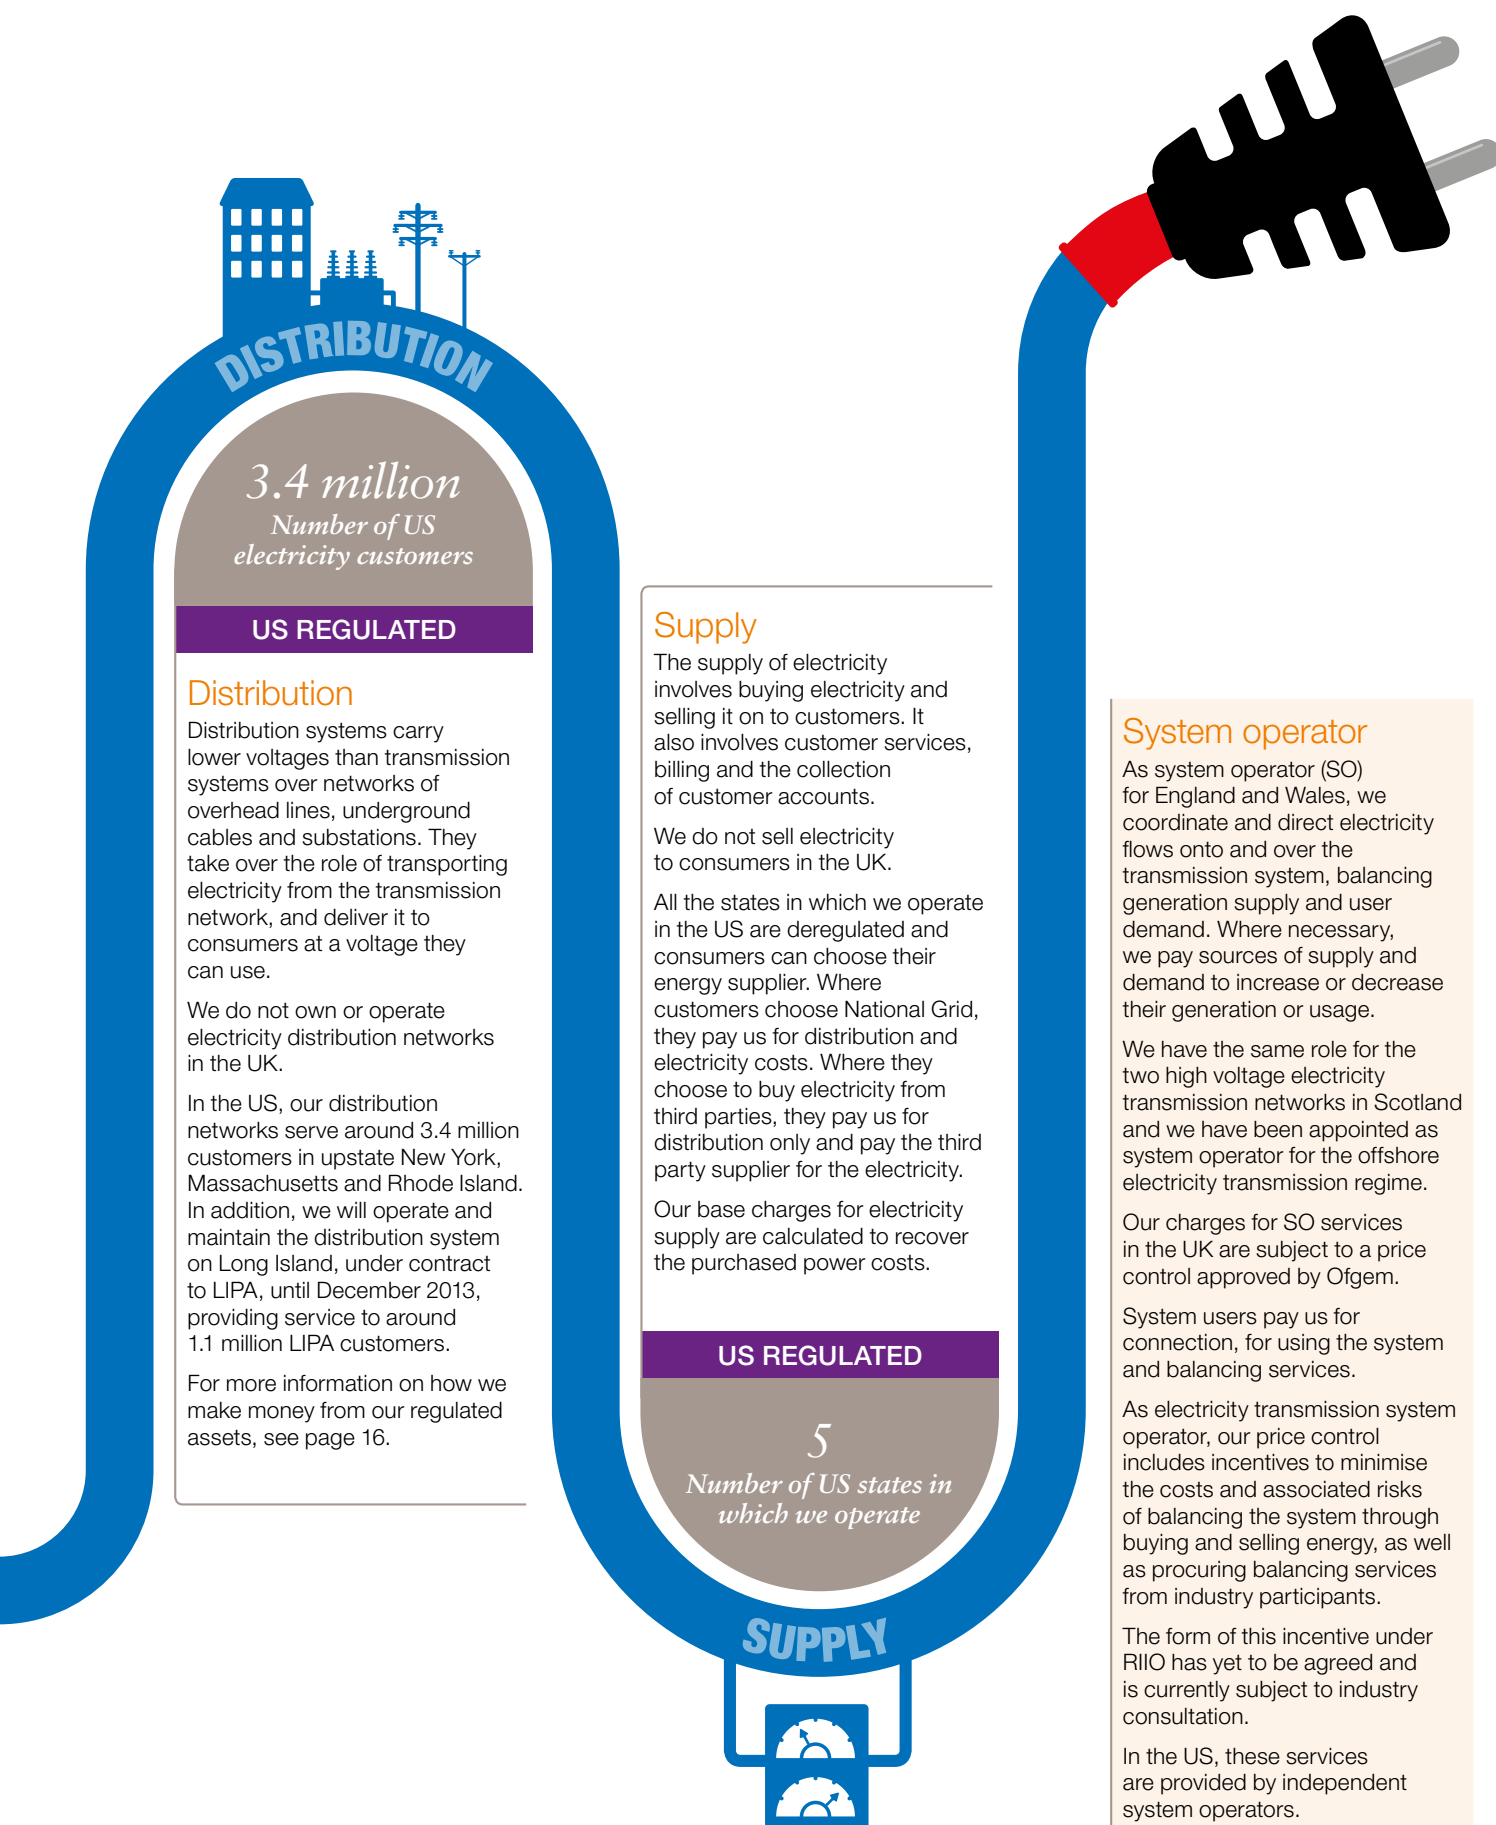 DISTRIBUTION
3.4 million
Number of US
electricity customers
US REGULATED
Distribution
Distribution systems carry
lower voltages than transmission
systems over networks of
overhead lines, underground
cables and substations. They
take over the role of transporting
electricity from the transmission
network, and deliver it to
consumers at a voltage they
can use.
We do not own or operate
electricity distribution networks
in the UK.
In the US, our distribution
networks serve around 3.4 million
customers in upstate New York,
Massachusetts and Rhode Island.
In addition, we will operate and
maintain the distribution system
on Long Island, under contract
to LIPA, until December 2013,
providing service to around
1.1 million LIPA customers.
For more information on how we
make money from our regulated
assets, see page 16.
Supply
The supply of electricity
involves buying electricity and
selling it on to customers. It
also involves customer services,
billing and the collection
of customer accounts.
We do not sell electricity
to consumers in the UK.
All the states in which we operate
in the US are deregulated and
consumers can choose their
energy supplier. Where
customers choose National Grid,
they pay us for distribution and
electricity costs. Where they
choose to buy electricity from
third parties, they pay us for
distribution only and pay the third
party supplier for the electricity.
Our base charges for electricity
supply are calculated to recover
the purchased power costs.
US REGULATED
5
Number of US states in
which we operate
SUPPLY
System operator
As system operator (SO)
for England and Wales, we
coordinate and direct electricity
flows onto and over the
transmission system, balancing
generation supply and user
demand. Where necessary,
we pay sources of supply and
demand to increase or decrease
their generation or usage.
We have the same role for the
two high voltage electricity
transmission networks in Scotland
and we have been appointed as
system operator for the offshore
electricity transmission regime.
Our charges for SO services
in the UK are subject to a price
control approved by Ofgem.
System users pay us for
connection, for using the system
and balancing services.
As electricity transmission system
operator, our price control
includes incentives to minimise
the costs and associated risks
of balancing the system through
buying and selling energy, as well
as procuring balancing services
from industry participants.
The form of this incentive under
RIIO has yet to be agreed and
is currently subject to industry
consultation.
In the US, these services
are provided by independent
system operators.